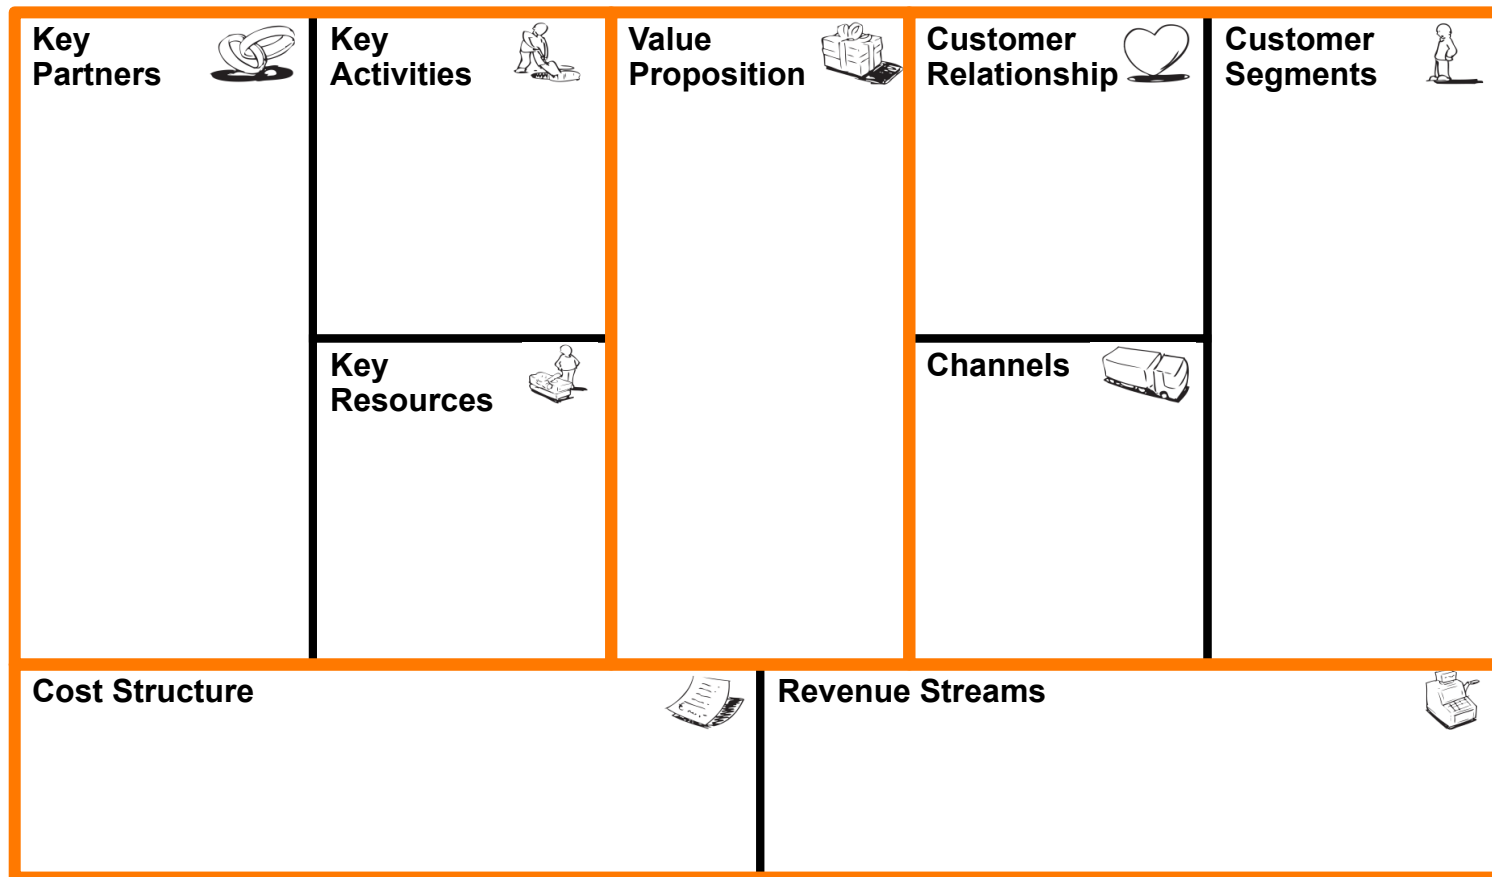 Key
Partners
Key
Activities
Key
Resources
Value
Proposition
Customer
Relationship
Channels
Customer
Segments
Cost Structure
Revenue Streams